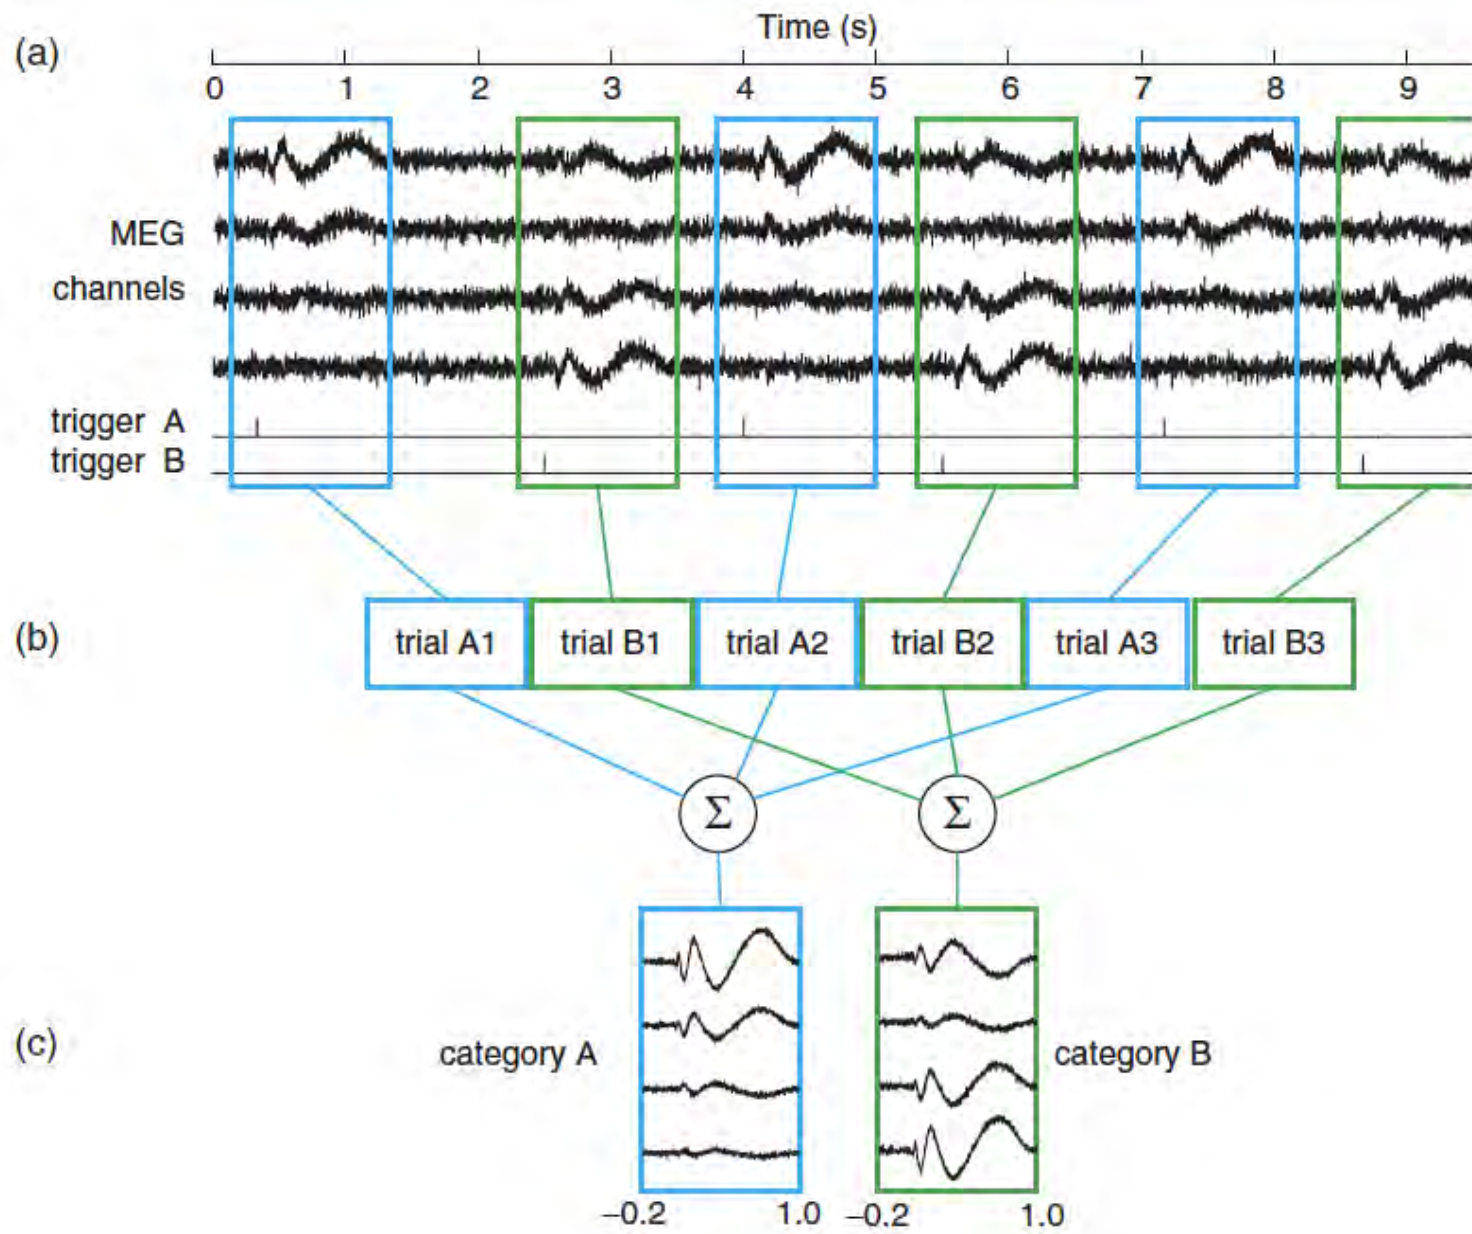 Time (s)
(a)
0 1 2 3 4 5 6 7 8 9
MEG
channels
trigger A
trigger B
(b)
trial A1 trial B1 trial A2 trial B2 trial A3 trial B3
Σ Σ
(c)
category A category B
–0.2 1.0 –0.2 1.0